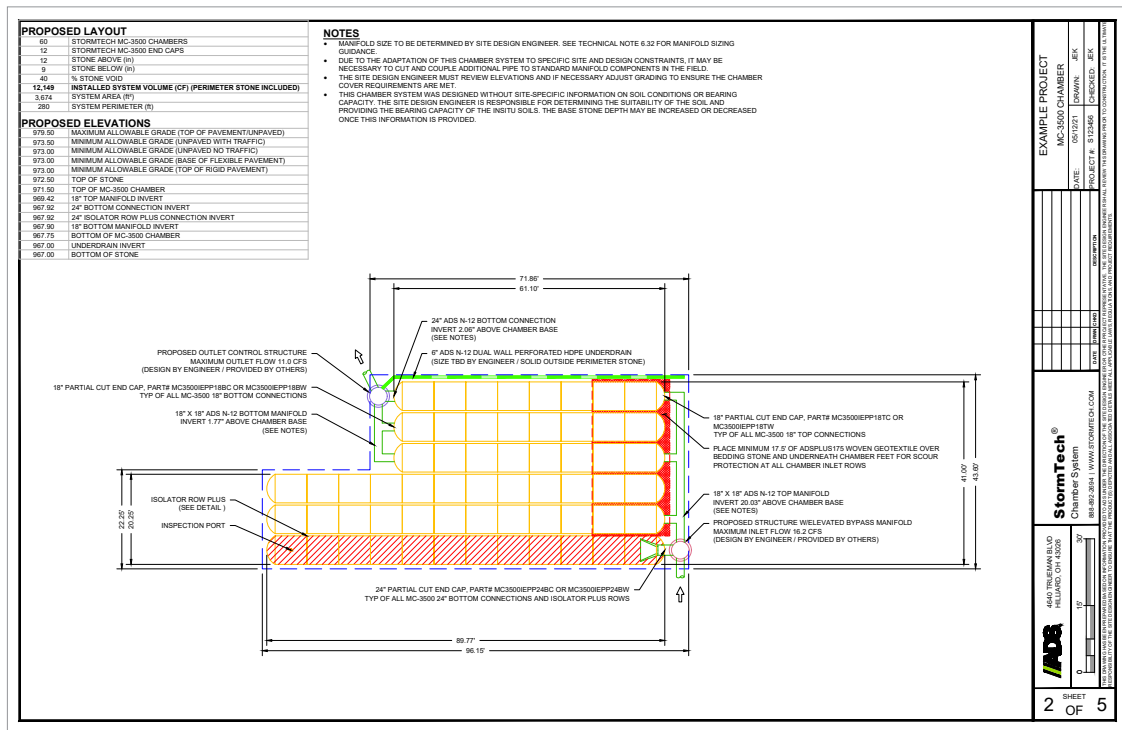 PROPOSED LAYOUT
60 STORMTECH MC-3500 CHAMBERS
12 STORMTECH MC-3500 END CAPS
12 STONE ABOVE (in)
9 STONE BELOW (in)
40 % STONE VOID
12,149 INSTALLED SYSTEM VOLUME (CF) (PERIMETER STONE INCLUDED)
3,674 SYSTEM AREA (ft²)
280 SYSTEM PERIMETER (ft)
PROPOSED ELEVATIONS
979.50 MAXIMUM ALLOWABLE GRADE (TOP OF PAVEMENT/UNPAVED)
973.50 MINIMUM ALLOWABLE GRADE (UNPAVED WITH TRAFFIC)
973.00 MINIMUM ALLOWABLE GRADE (UNPAVED NO TRAFFIC)
973.00 MINIMUM ALLOWABLE GRADE (BASE OF FLEXIBLE PAVEMENT)
973.00 MINIMUM ALLOWABLE GRADE (TOP OF RIGID PAVEMENT)
972.50 TOP OF STONE
971.50 TOP OF MC-3500 CHAMBER
969.42 18" TOP MANIFOLD INVERT
967.92 24" BOTTOM CONNECTION INVERT
967.92 24" ISOLATOR ROW PLUS CONNECTION INVERT
967.90 18" BOTTOM MANIFOLD INVERT
967.75 BOTTOM OF MC-3500 CHAMBER
967.00 UNDERDRAIN INVERT
967.00 BOTTOM OF STONE
NOTES
• MANIFOLD SIZE TO BE DETERMINED BY SITE DESIGN ENGINEER. SEE TECHNICAL NOTE 6.32 FOR MANIFOLD SIZING
GUIDANCE.
• DUE TO THE ADAPTATION OF THIS CHAMBER SYSTEM TO SPECIFIC SITE AND DESIGN CONSTRAINTS, IT MAY BE
NECESSARY TO CUT AND COUPLE ADDITIONAL PIPE TO STANDARD MANIFOLD COMPONENTS IN THE FIELD.
• THE SITE DESIGN ENGINEER MUST REVIEW ELEVATIONS AND IF NECESSARY ADJUST GRADING TO ENSURE THE CHAMBER
COVER REQUIREMENTS ARE MET.
• THIS CHAMBER SYSTEM WAS DESIGNED WITHOUT SITE-SPECIFIC INFORMATION ON SOIL CONDITIONS OR BEARING
CAPACITY. THE SITE DESIGN ENGINEER IS RESPONSIBLE FOR DETERMINING THE SUITABILITY OF THE SOIL AND
PROVIDING THE BEARING CAPACITY OF THE INSITU SOILS. THE BASE STONE DEPTH MAY BE INCREASED OR DECREASED
ONCE THIS INFORMATION IS PROVIDED.
71.86'
61.10'
24" ADS N-12 BOTTOM CONNECTION
INVERT 2.06" ABOVE CHAMBER BASE
(SEE NOTES)
6" ADS N-12 DUAL WALL PERFORATED HDPE UNDERDRAIN
(SIZE TBD BY ENGINEER / SOLID OUTSIDE PERIMETER STONE)
PROPOSED OUTLET CONTROL STRUCTURE
MAXIMUM OUTLET FLOW 11.0 CFS
(DESIGN BY ENGINEER / PROVIDED BY OTHERS)
18" PARTIAL CUT END CAP, PART# MC3500IEPP18BC OR MC3500IEPP18BW
TYP OF ALL MC-3500 18" BOTTOM CONNECTIONS
18" X 18" ADS N-12 BOTTOM MANIFOLD
INVERT 1.77" ABOVE CHAMBER BASE
(SEE NOTES)
ISOLATOR ROW PLUS
(SEE DETAIL )
INSPECTION PORT
22.25'
20.25'
18" PARTIAL CUT END CAP, PART# MC3500IEPP18TC OR
MC3500IEPP18TW
TYP OF ALL MC-3500 18" TOP CONNECTIONS
PLACE MINIMUM 17.5' OF ADSPLUS175 WOVEN GEOTEXTILE OVER
BEDDING STONE AND UNDERNEATH CHAMBER FEET FOR SCOUR
PROTECTION AT ALL CHAMBER INLET ROWS
18" X 18" ADS N-12 TOP MANIFOLD
INVERT 20.03" ABOVE CHAMBER BASE
(SEE NOTES)
PROPOSED STRUCTURE W/ELEVATED BYPASS MANIFOLD
MAXIMUM INLET FLOW 16.2 CFS
(DESIGN BY ENGINEER / PROVIDED BY OTHERS)
41.00'
43.60'
24" PARTIAL CUT END CAP, PART# MC3500IEPP24BC OR MC3500IEPP24BW
TYP OF ALL MC-3500 24" BOTTOM CONNECTIONS AND ISOLATOR PLUS ROWS
89.77'
96.15'
EXAMPLE PROJECT
MC-3500 CHAMBER
DATE: 05/12/21 DRAWN: JEK
PROJECT #: S123456 CHECKED: JEK
DATE DRWN CHKD DESCRIPTION
StormTech®
Chamber System
888-892-2694 | WWW.STORMTECH.COM
4640 TRUEMAN BLVD
HILLIARD, OH 43026
ADS
0 15' 30'
2 SHEET OF 5